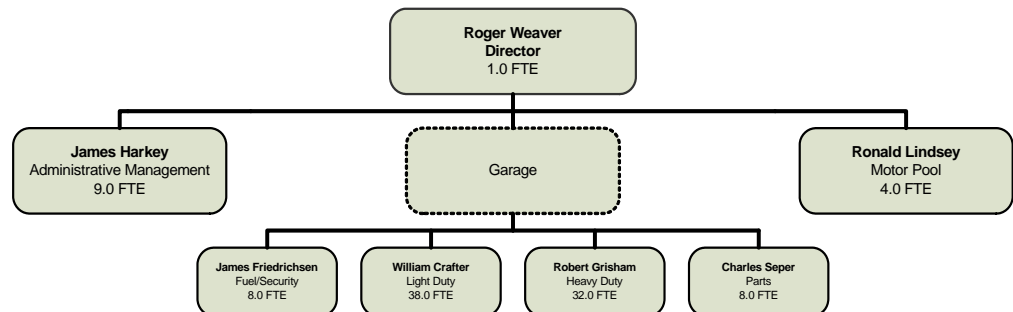 Roger Weaver
Director
1.0 FTE
James Harkey
Administrative Management
9.0 FTE
Garage
Ronald Lindsey
Motor Pool
4.0 FTE
James Friedrichsen
Fuel/Security
8.0 FTE
William Crafter
Light Duty
38.0 FTE
Robert Grisham
Heavy Duty
32.0 FTE
Charles Seper
Parts
8.0 FTE